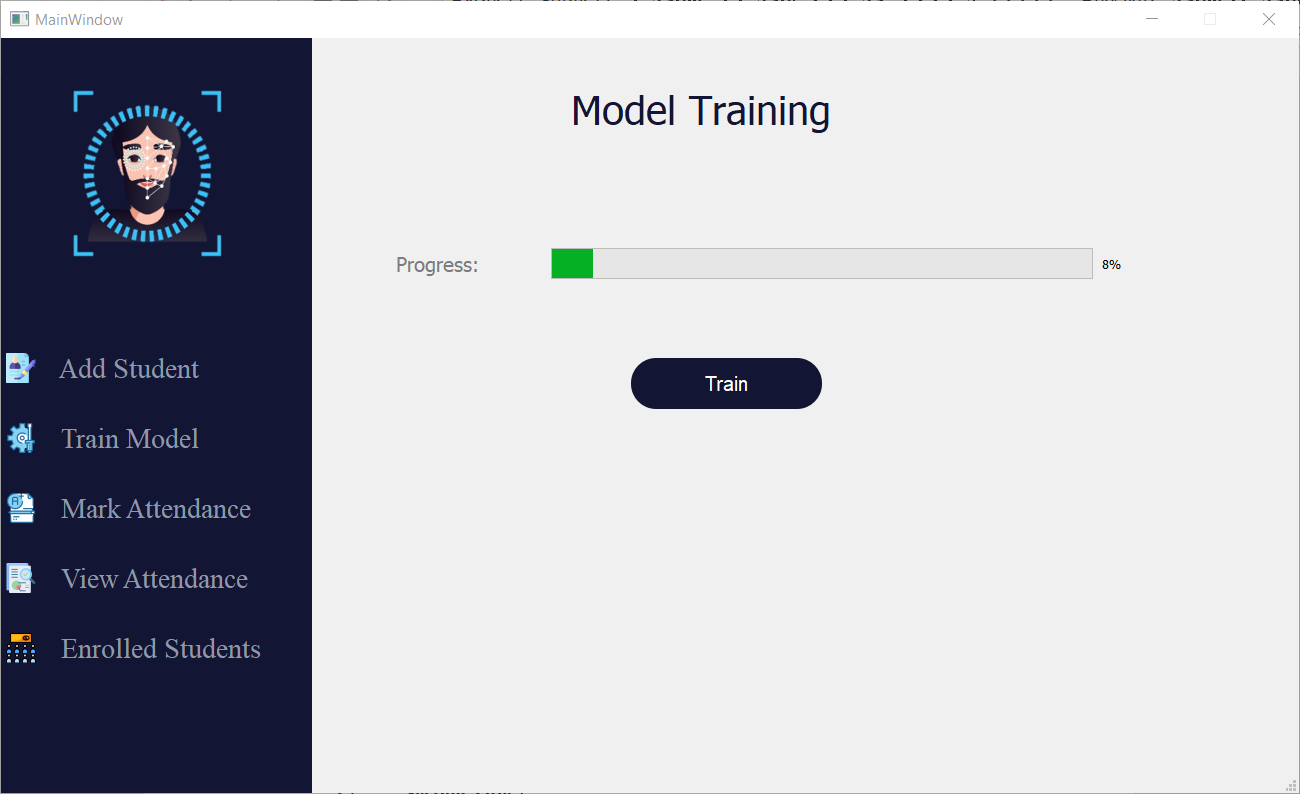 MainWindow
Model Training
Progress:
8%
Train
Add Student
Train Model
Mark Attendance
View Attendance
Enrolled Students